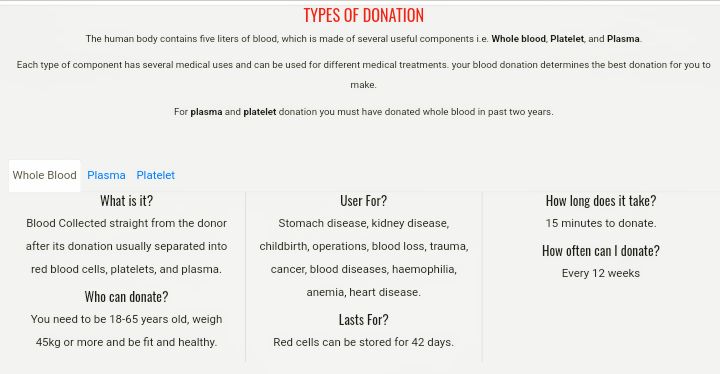 TYPES OF DONATION
The human body contains five liters of blood, which is made of several useful components i.e. Whole blood, Platelet, and Plasma.
Each type of component has several medical uses and can be used for different medical treatments. your blood donation determines the best donation for you to
make.
For plasma and platelet donation you must have donated whole blood in past two years.
Whole Blood Plasma Platelet
What is it?
Blood Collected straight from the donor
after its donation usually separated into
red blood cells, platelets, and plasma.
Who can donate?
You need to be 18-65 years old, weigh
45kg or more and be fit and healthy.
User For?
Stomach disease, kidney disease,
childbirth, operations, blood loss, trauma,
cancer, blood diseases, haemophilia,
anemia, heart disease.
Lasts For?
Red cells can be stored for 42 days.
How long does it take?
15 minutes to donate.
How often can I donate?
Every 12 weeks